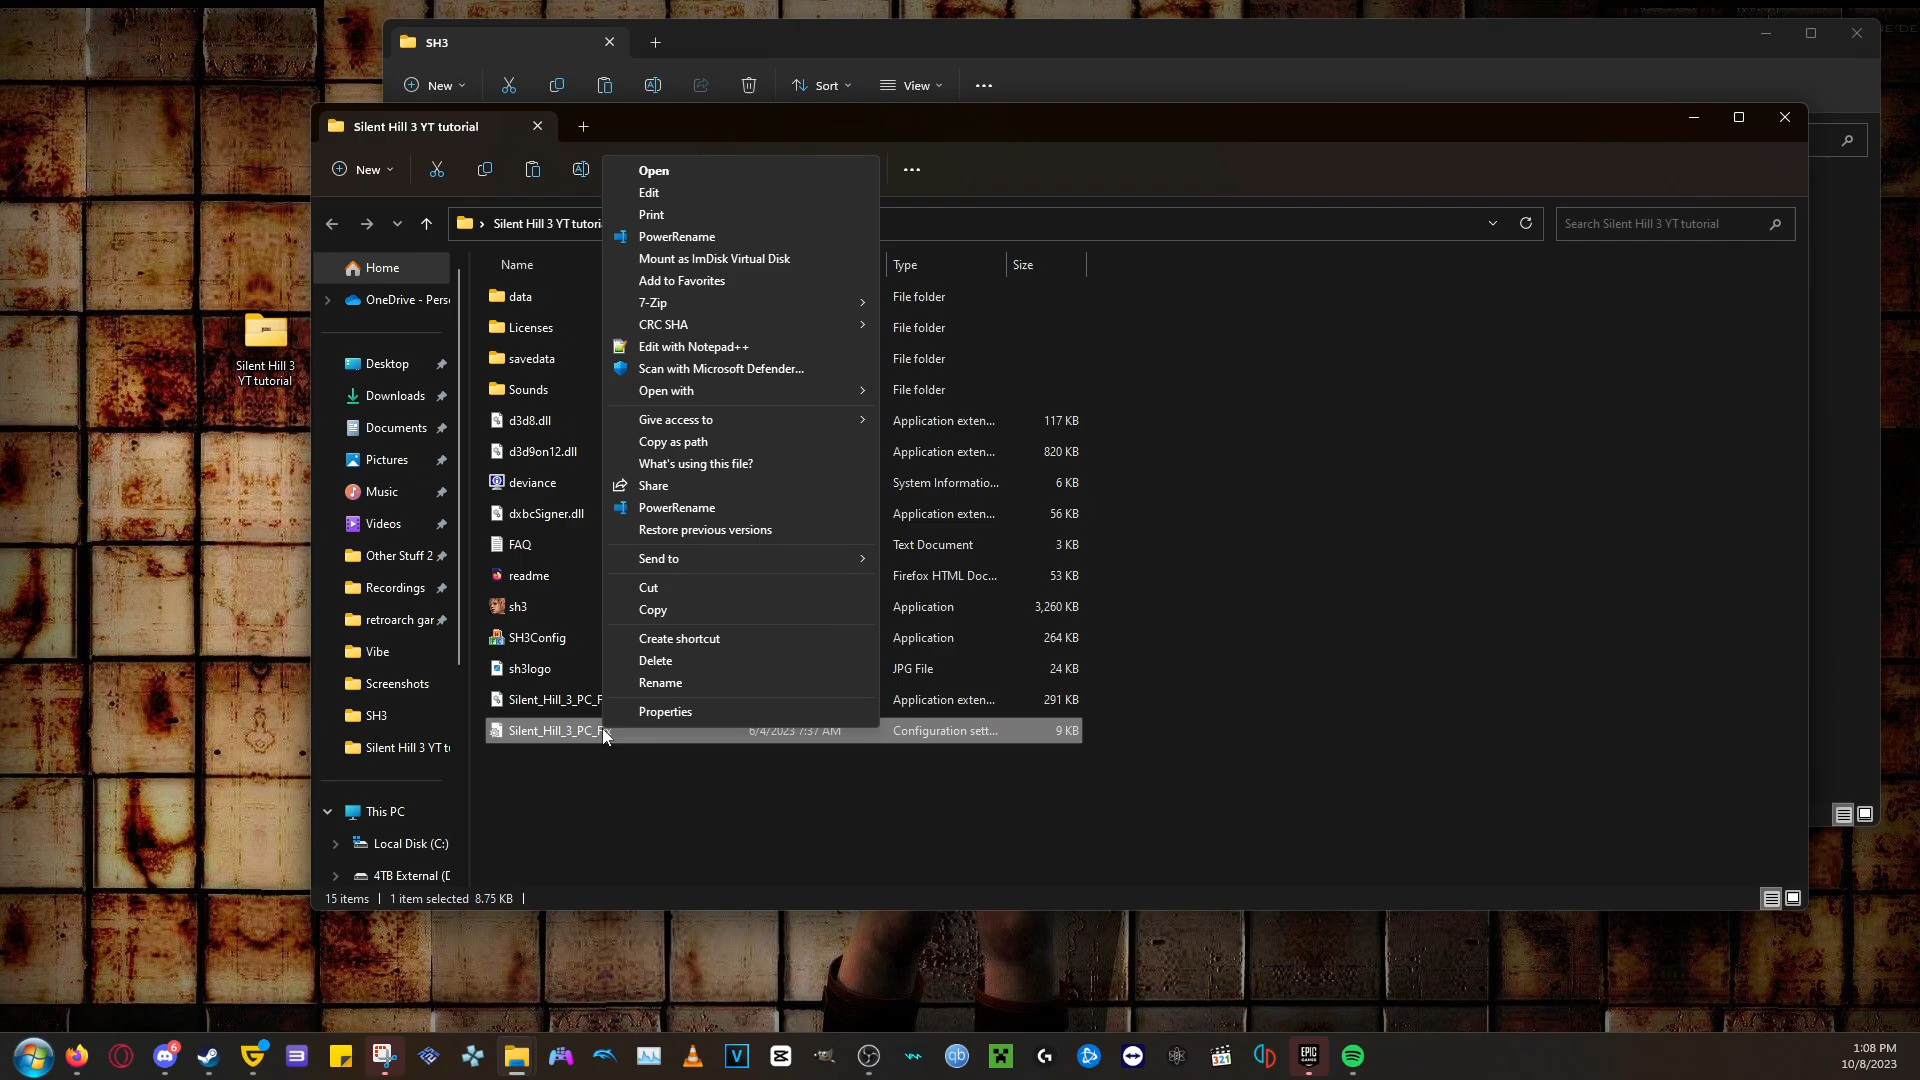 SH3
New
Sort
View
Silent Hill 3 YT tutorial
New
Silent Hill 3 YT tutori
Search Silent Hill 3 YT tutorial
Name
Type
Size
Home
OneDrive - Pers
Desktop
Downloads
Documents
Pictures
Music
Videos
Other Stuff 2
Recordings
retroarch gar
Vibe
Screenshots
SH3
Silent Hill 3 YT tu
This PC
Local Disk (C:)
4TB External (D
data
File folder
Licenses
File folder
savedata
File folder
Sounds
File folder
d3d8.dll
Application exten...
117 KB
d3d9on12.dll
Application exten...
820 KB
deviance
System Informatio...
6 KB
dxbcSigner.dll
Application exten...
56 KB
FAQ
Text Document
3 KB
readme
Firefox HTML Doc...
53 KB
sh3
Application
3,260 KB
SH3Config
Application
264 KB
sh3logo
JPG File
24 KB
Silent_Hill_3_PC_F
Application exten...
291 KB
Silent_Hill_3_PC_Fix
6/4/2023 7:37 AM
Configuration sett...
9 KB
Open
Edit
Print
PowerRename
Mount as ImDisk Virtual Disk
Add to Favorites
7-Zip
CRC SHA
Edit with Notepad++
Scan with Microsoft Defender...
Open with
Give access to
Copy as path
What's using this file?
Share
PowerRename
Restore previous versions
Send to
Cut
Copy
Create shortcut
Delete
Rename
Properties
15 items
1 item selected 8.75 KB
Silent Hill 3
YT tutorial
6
V
qb
321
EPIC
GAMES
1:08 PM
10/8/2023